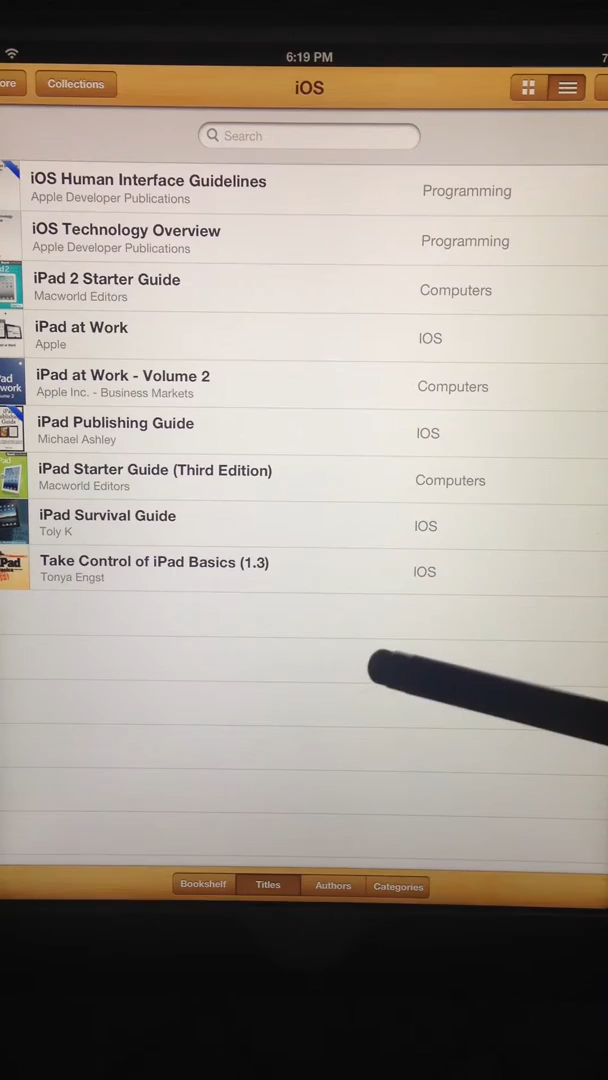 6:19 PM
7
ore
Collections
iOS
Search
iOS Human Interface Guidelines
Apple Developer Publications
Programming
iOS Technology Overview
Apple Developer Publications
Programming
iPad 2 Starter Guide
Macworld Editors
Computers
iPad at Work
Apple
IOS
iPad at Work - Volume 2
Apple Inc. - Business Markets
Computers
iPad Publishing Guide
Michael Ashley
IOS
iPad Starter Guide (Third Edition)
Macworld Editors
Computers
iPad Survival Guide
Toly K
IOS
Take Control of iPad Basics (1.3)
Tonya Engst
IOS
Bookshelf
Titles
Authors
Categories